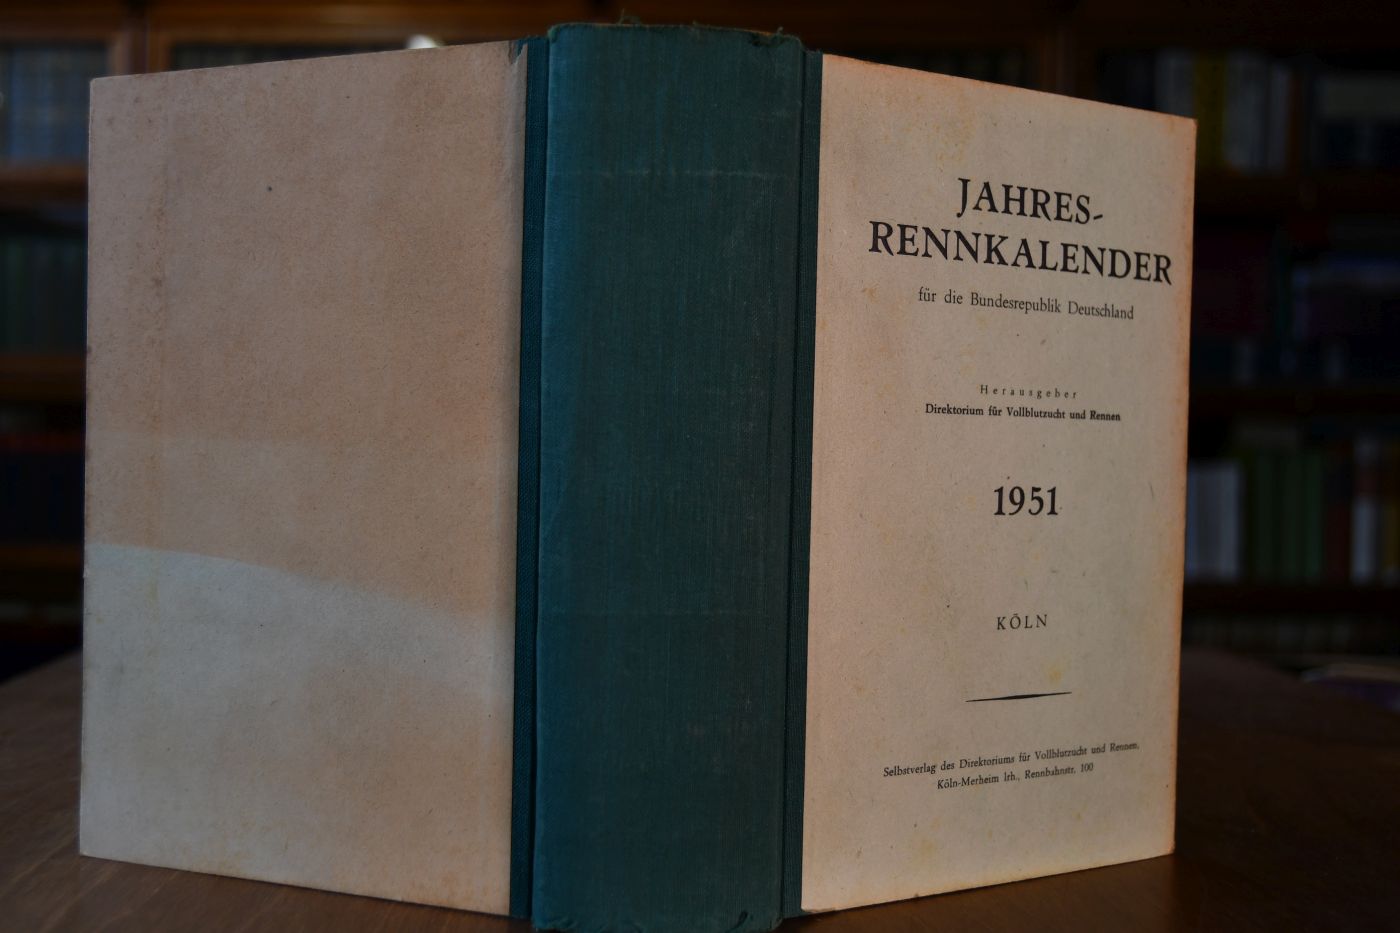 JAHRES-
RENNKALENDER
für die Bundesrepublik Deutschland
Herausgeber
Direktorium für Vollblutzucht und Rennen
1951
KÖLN
Selbstverlag des Direktoriums für Vollblutzucht und Rennen,
Köln-Merheim lrh., Rennbahnstr. 100